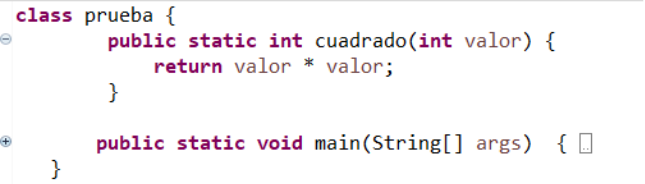 class prueba {
public static int cuadrado(int valor) {
return valor * valor;
}
public static void main(String[] args) { ..
}